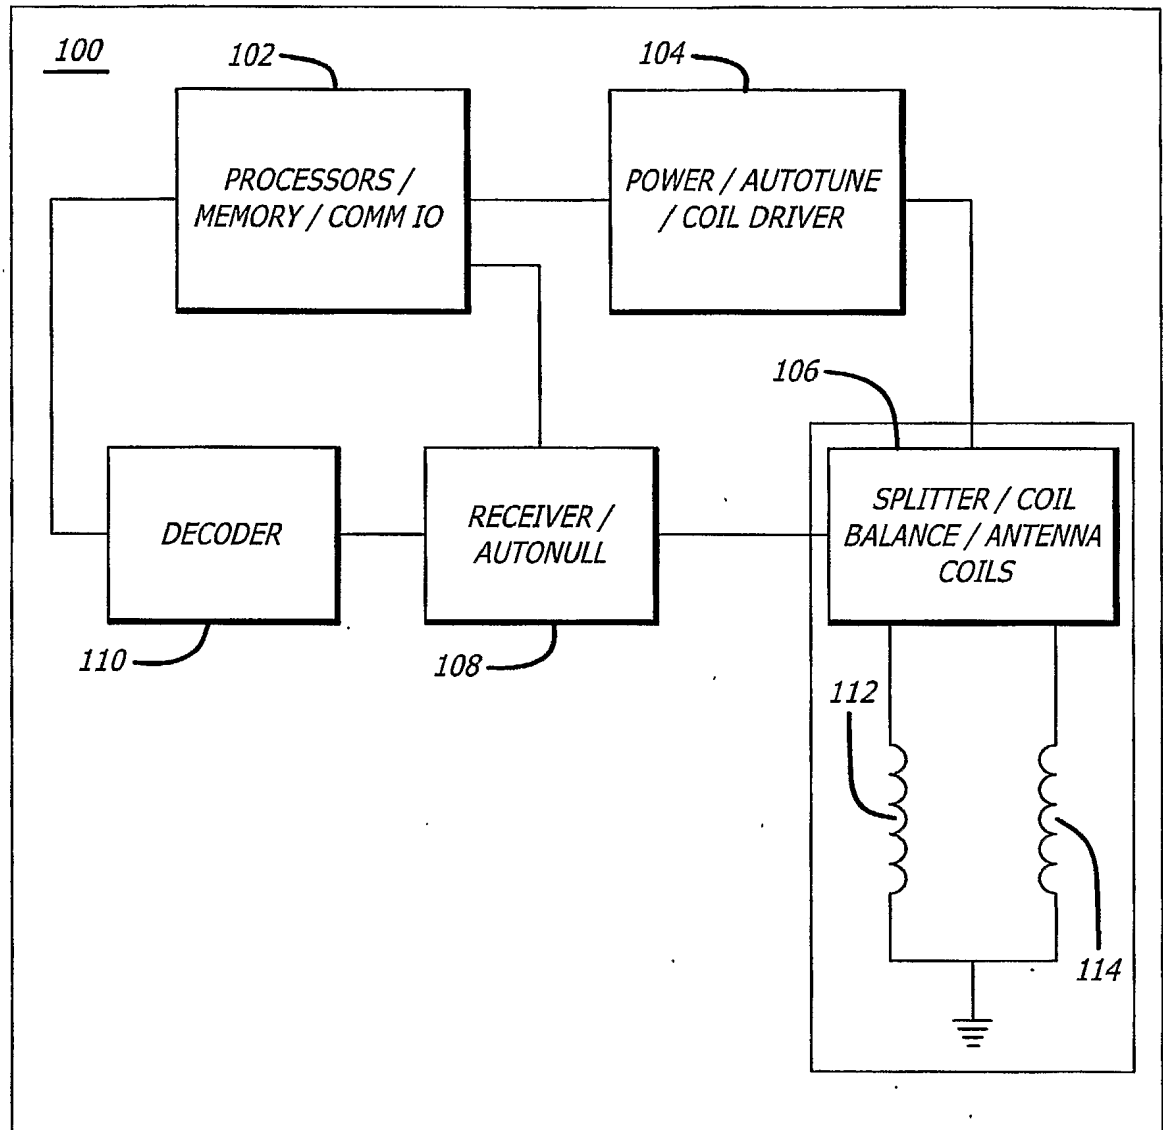 100
102
104
PROCESSORS /
MEMORY / COMM IO
POWER / AUTOTUNE
/ COIL DRIVER
106
DECODER
RECEIVER /
AUTONULL
SPLITTER / COIL
BALANCE / ANTENNA
COILS
110
108
112
114